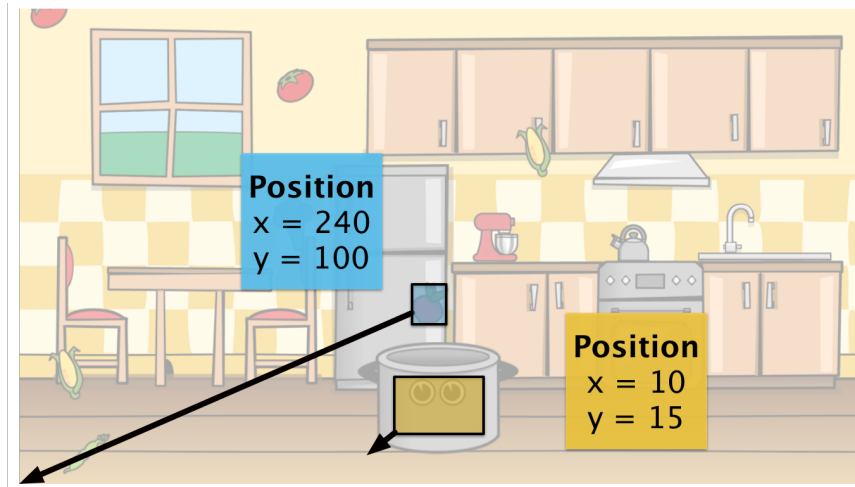 Position
x = 240
y = 100
Position
x = 10
y = 15